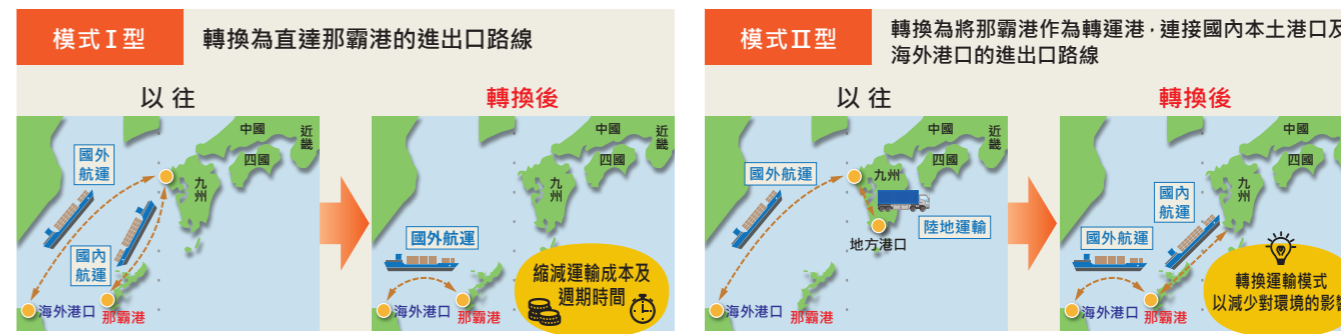 模式Ⅰ型
轉換為直達那霸港的進出口路線
以往
轉換後
中國
近畿
四國
九州
國外
航運
國內
航運
海外港口
那霸港
中國
近畿
四國
九州
國外航運
海外港口
那霸港
縮減運輸成本及
週期時間
模式Ⅱ型
轉換為將那霸港作為轉運港·連接國內本土港口及
海外港口的進出口路線
以往
轉換後
中國
近畿
四國
九州
國外航運
陸地運輸
地方港口
海外港口
那霸港
中國
四國
九州
國內
航運
國外航運
海外港口
那霸港
轉換運輸模式
以減少對環境的影